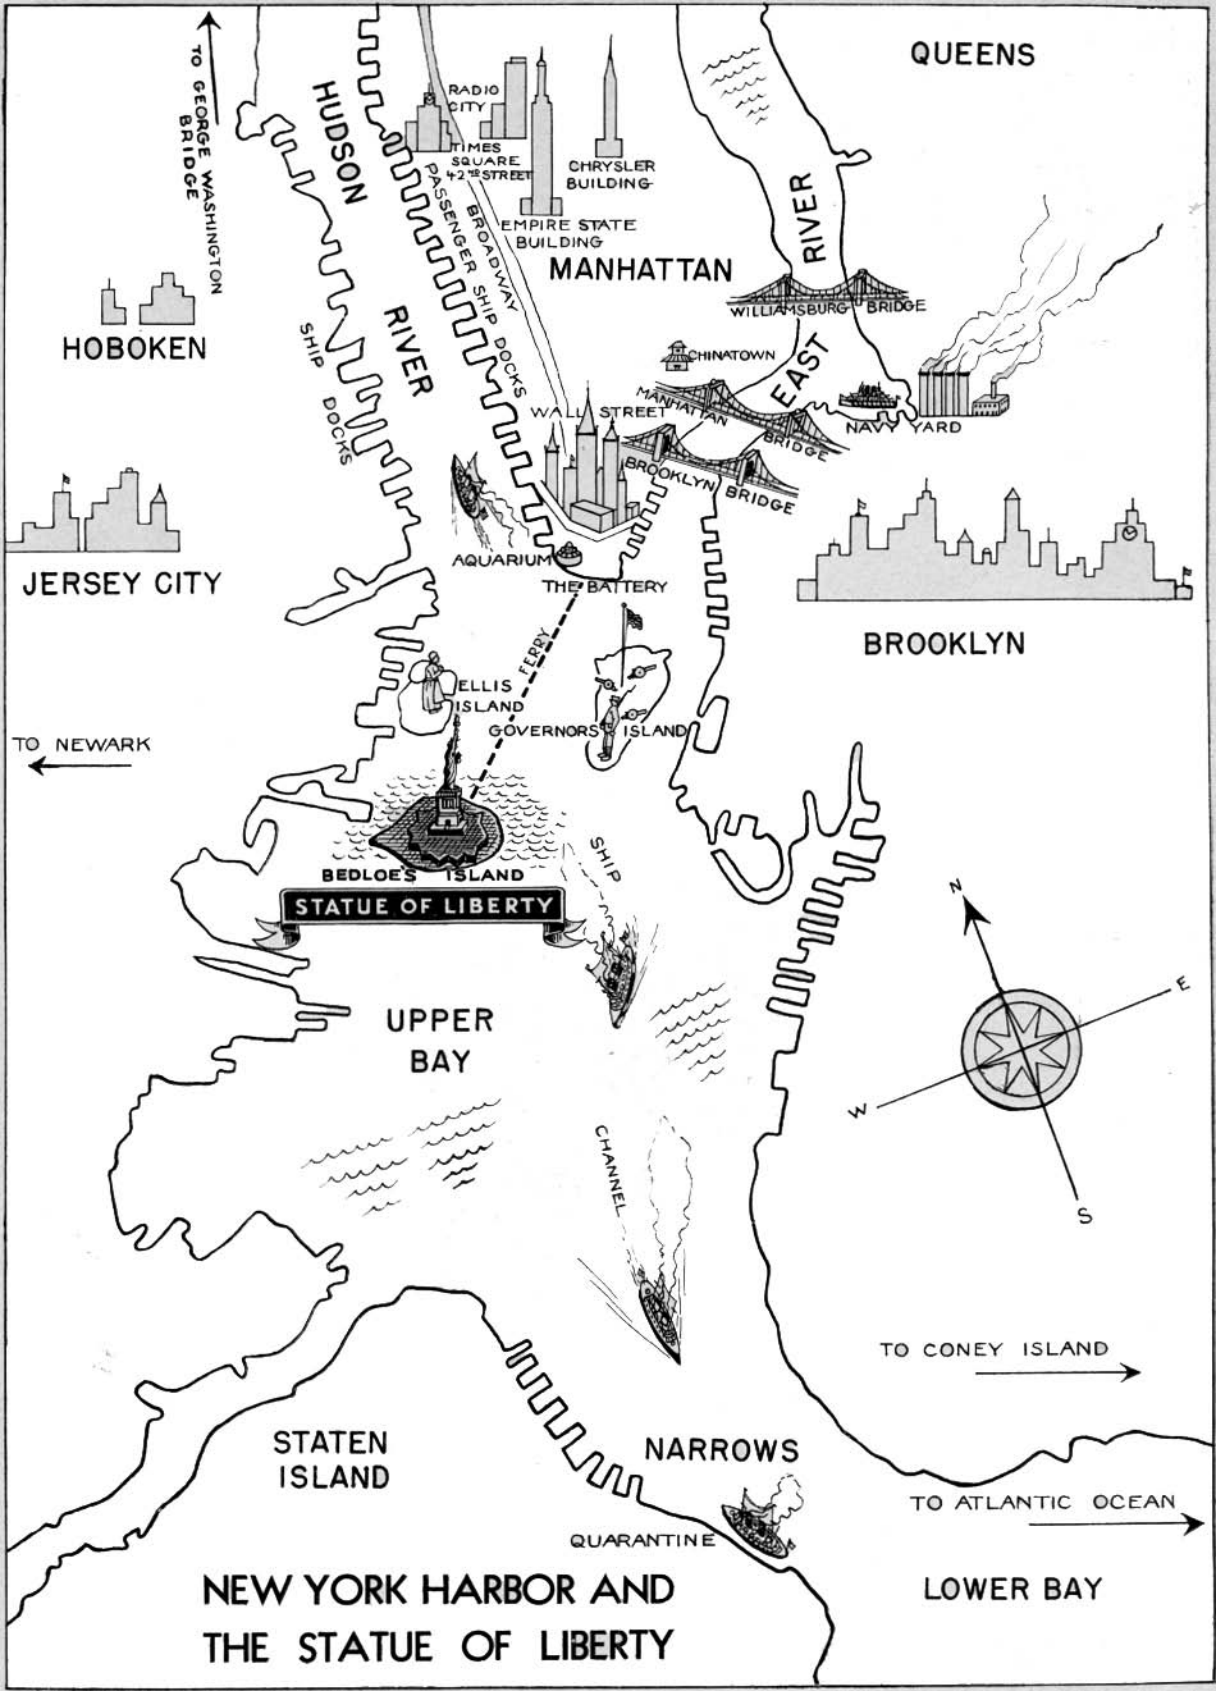 TO GEORGE WASHINGTON
BRIDGE
HUDSON
RIVER
QUEENS
RADIO
CITY
TIMES
SQUARE
42ND STREET
CHRYSLER
BUILDING
EMPIRE STATE
BUILDING
BROADWAY
PASSENGER SHIP DOCKS
MANHATTAN
RIVER
EAST
WILLIAMSBURG BRIDGE
HOBOKEN
SHIP
DOCKS
CHINATOWN
MANHATTAN
BRIDGE
WALL STREET
NAVY YARD
BROOKLYN BRIDGE
JERSEY CITY
AQUARIUM
THE BATTERY
BROOKLYN
FERRY
ELLIS
ISLAND
GOVERNORS ISLAND
TO NEWARK
BEDLOE'S ISLAND
STATUE OF LIBERTY
SHIP
CHANNEL
UPPER
BAY
N
E
W
S
TO CONEY ISLAND
STATEN
ISLAND
NARROWS
TO ATLANTIC OCEAN
QUARANTINE
LOWER BAY
NEW YORK HARBOR AND
THE STATUE OF LIBERTY